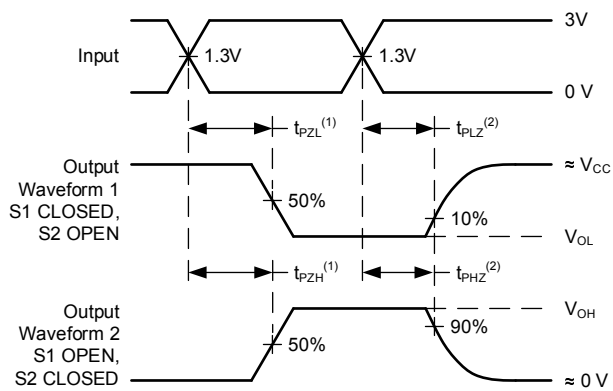 3V
Input
1.3V
1.3V
0 V
tPZL(1)
tPLZ(2)
Output
Waveform 1
S1 CLOSED,
S2 OPEN
≈ VCC
50%
10%
VOL
tPZH(1)
tPHZ(2)
Output
Waveform 2
S1 OPEN,
S2 CLOSED
VOH
50%
90%
≈ 0 V